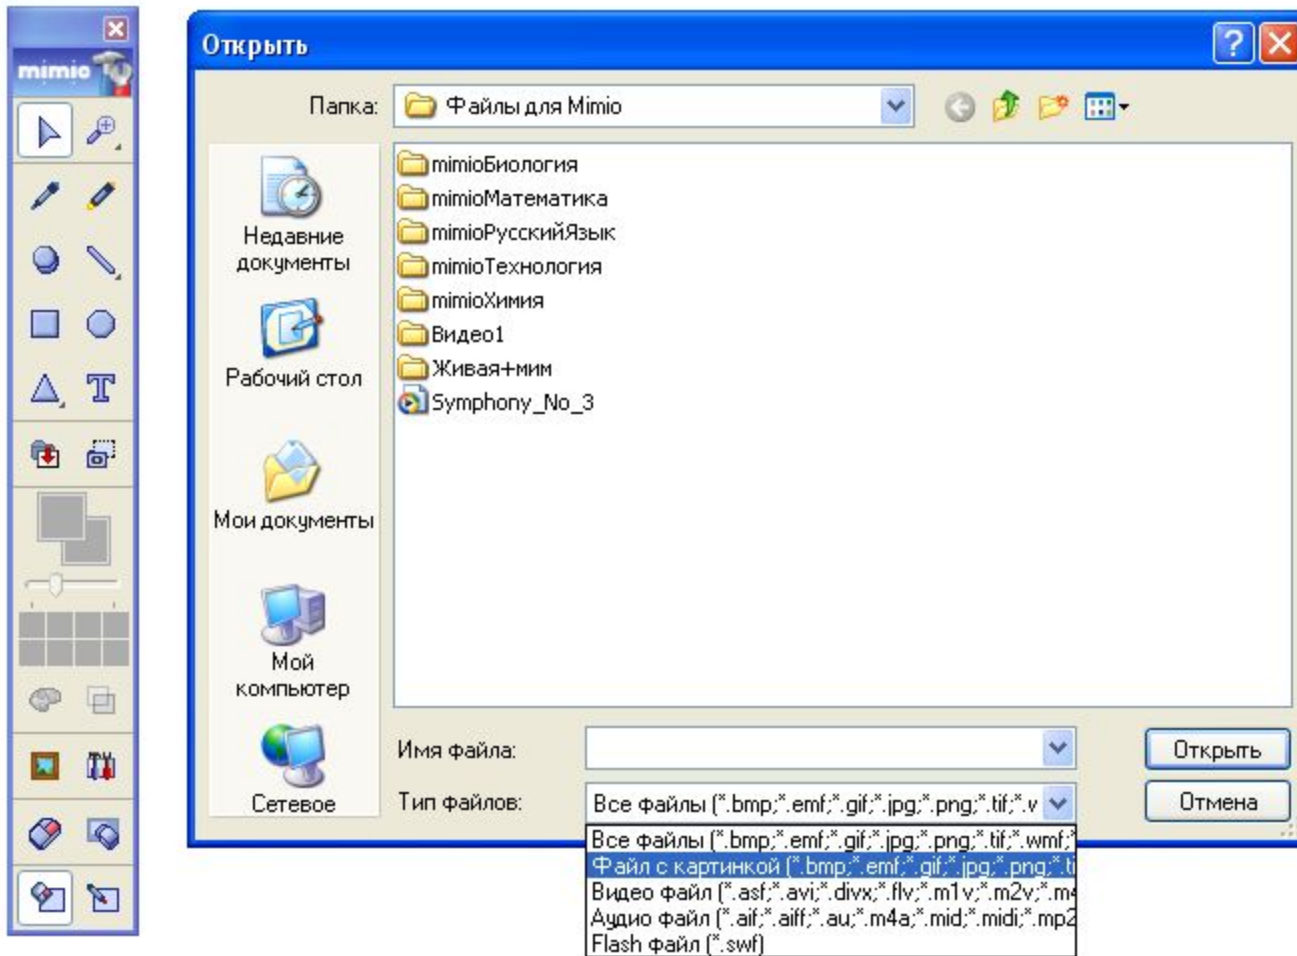 mimio
Открыть
Папка:
Файлы для Mimio
Недавние
документы
Рабочий стол
Мои документы
Мой
компьютер
Сетевое
mimioБиология
mimioМатематика
mimioРусскийЯзык
mimioТехнология
mimioХимия
Видео1
Живая+мим
Symphony_No_3
Имя файла:
Открыть
Тип файлов:
Все файлы (*.bmp;*.emf;*.gif;*.jpg;*.png;*.tif;*.v
Отмена
Все файлы (*.bmp;*.emf;*.gif;*.jpg;*.png;*.tif;*.wmf;*
Файл с картинкой (*.bmp;*.emf;*.gif;*.jpg;*.png;*.ti
Видео файл (*.asf;*.avi;*.divx;*.flv;*.m1v;*.m2v;*.m4
Аудио файл (*.aif;*.aiff;*.au;*.m4a;*.mid;*.midi;*.mp2
Flash файл (*.swf)